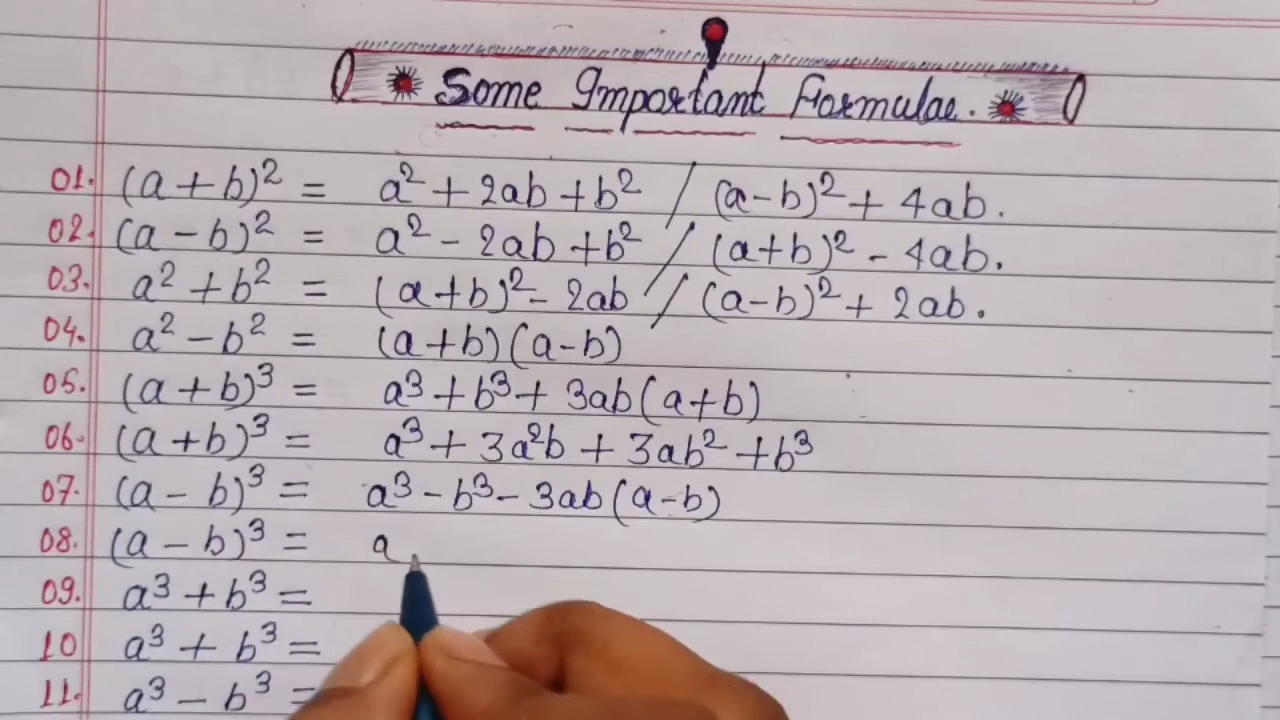 Some Important Formulae.
01. (a + b)² = a² + 2ab + b² / (a - b)² + 4ab.
02. (a - b)² = a² - 2ab + b² / (a + b)² - 4ab.
03. a² + b² = (a + b)² - 2ab / (a - b)² + 2ab.
04. a² - b² = (a + b) (a - b)
05. (a + b)³ = a³ + b³ + 3ab (a + b)
06. (a + b)³ = a³ + 3a²b + 3ab² + b³
07. (a - b)³ = a³ - b³ - 3ab (a - b)
08. (a - b)³ = a
09. a³ + b³ =
10 a³ + b³ =
11. a³ - b³ =